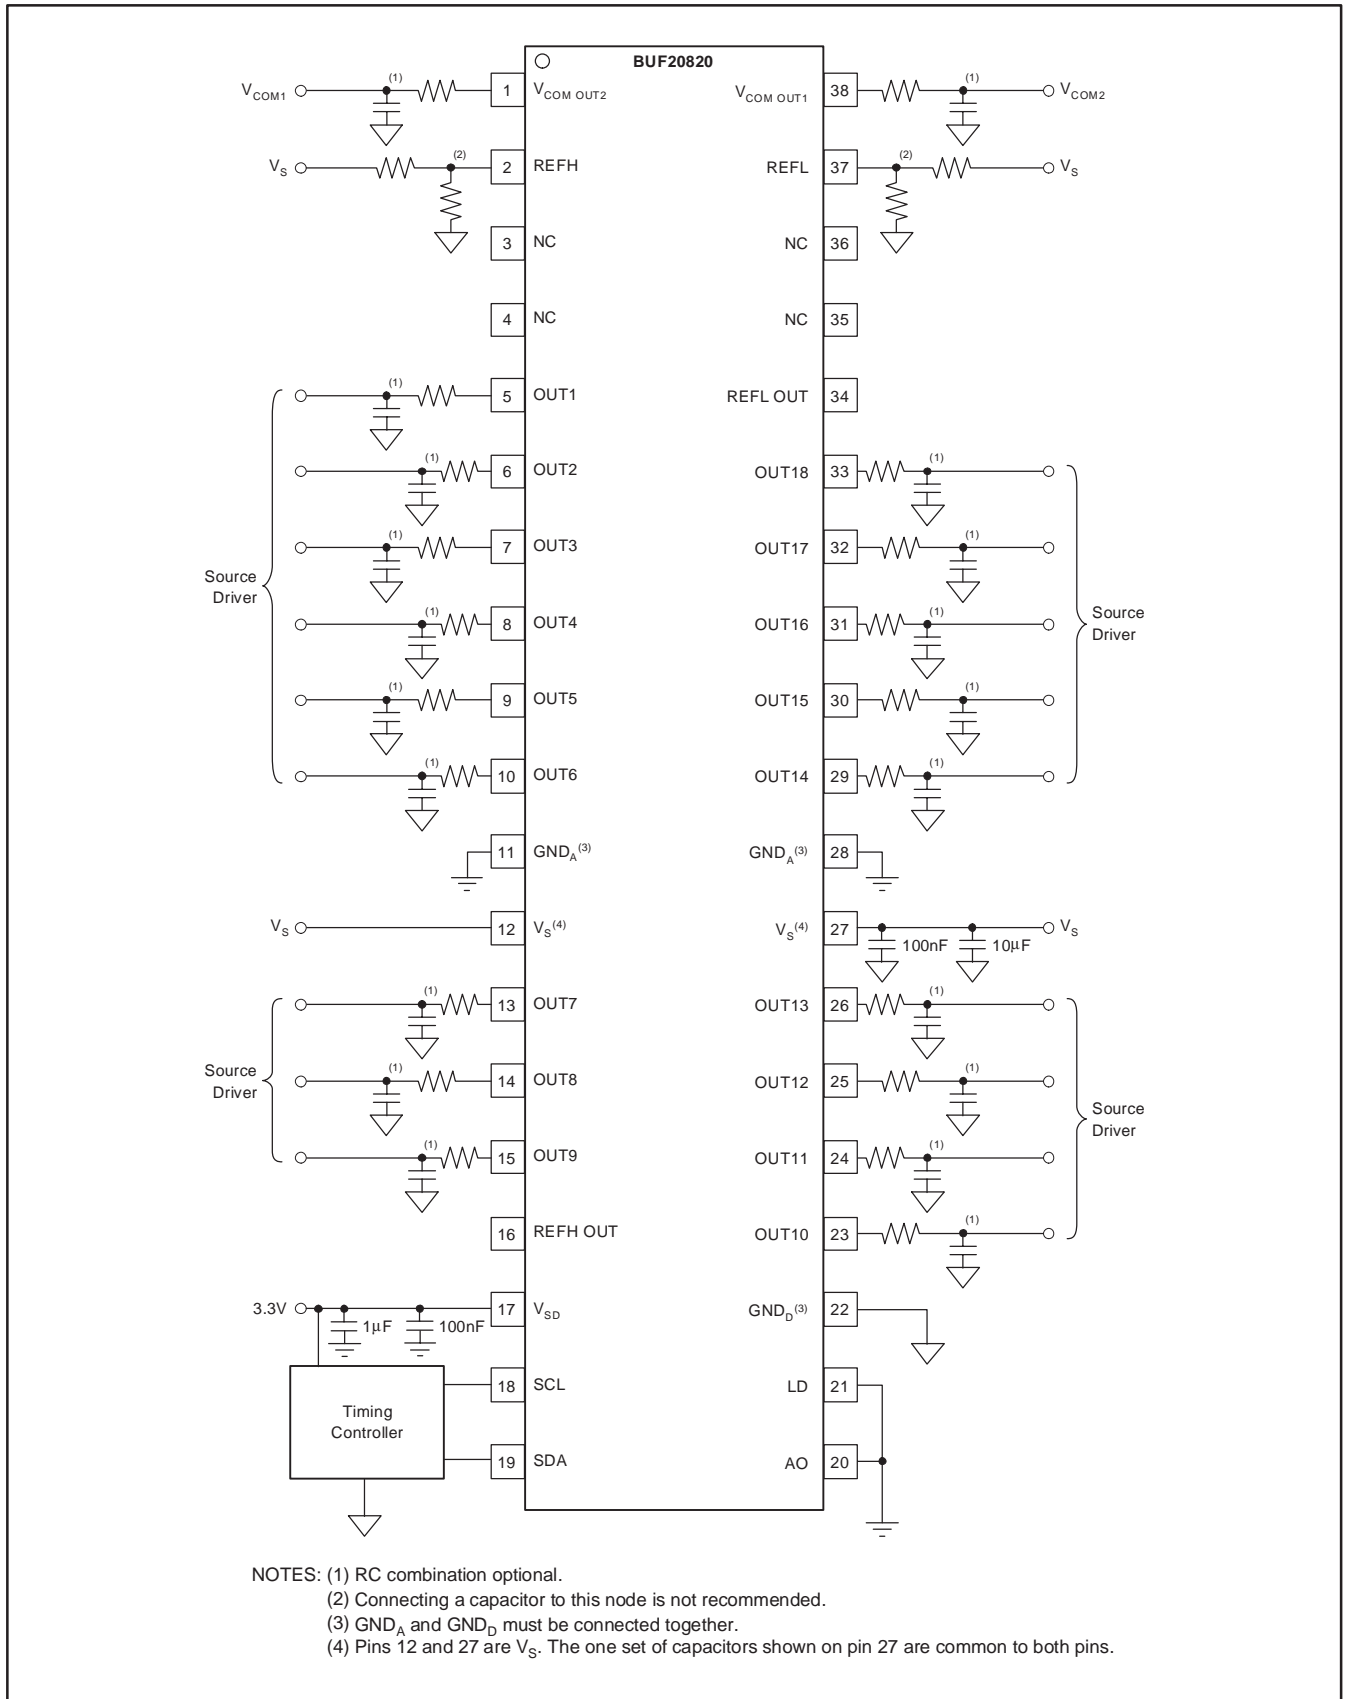 BUF20820
V_COM1 (1) 1 V_COM OUT2 V_COM OUT1 38 (1) V_COM2
V_S (2) 2 REFH REFL 37 (2) V_S
3 NC NC 36
4 NC NC 35
(1) 5 OUT1 REFL OUT 34
(1) 6 OUT2 OUT18 33 (1)
(1) 7 OUT3 OUT17 32 (1)
Source
Driver
(1) 8 OUT4 OUT16 31 (1)
Source
Driver
(1) 9 OUT5 OUT15 30 (1)
(1) 10 OUT6 OUT14 29 (1)
11 GND_A(3) GND_A(3) 28
V_S 12 V_S(4) V_S(4) 27 V_S
100nF 10μF
(1) 13 OUT7 OUT13 26 (1)
Source
Driver
(1) 14 OUT8 OUT12 25 (1)
Source
Driver
(1) 15 OUT9 OUT11 24 (1)
16 REFH OUT OUT10 23 (1)
3.3V 17 V_SD GND_D(3) 22
1μF 100nF
18 SCL LD 21
Timing
Controller
19 SDA AO 20
NOTES: (1) RC combination optional.
(2) Connecting a capacitor to this node is not recommended.
(3) GND_A and GND_D must be connected together.
(4) Pins 12 and 27 are V_S. The one set of capacitors shown on pin 27 are common to both pins.